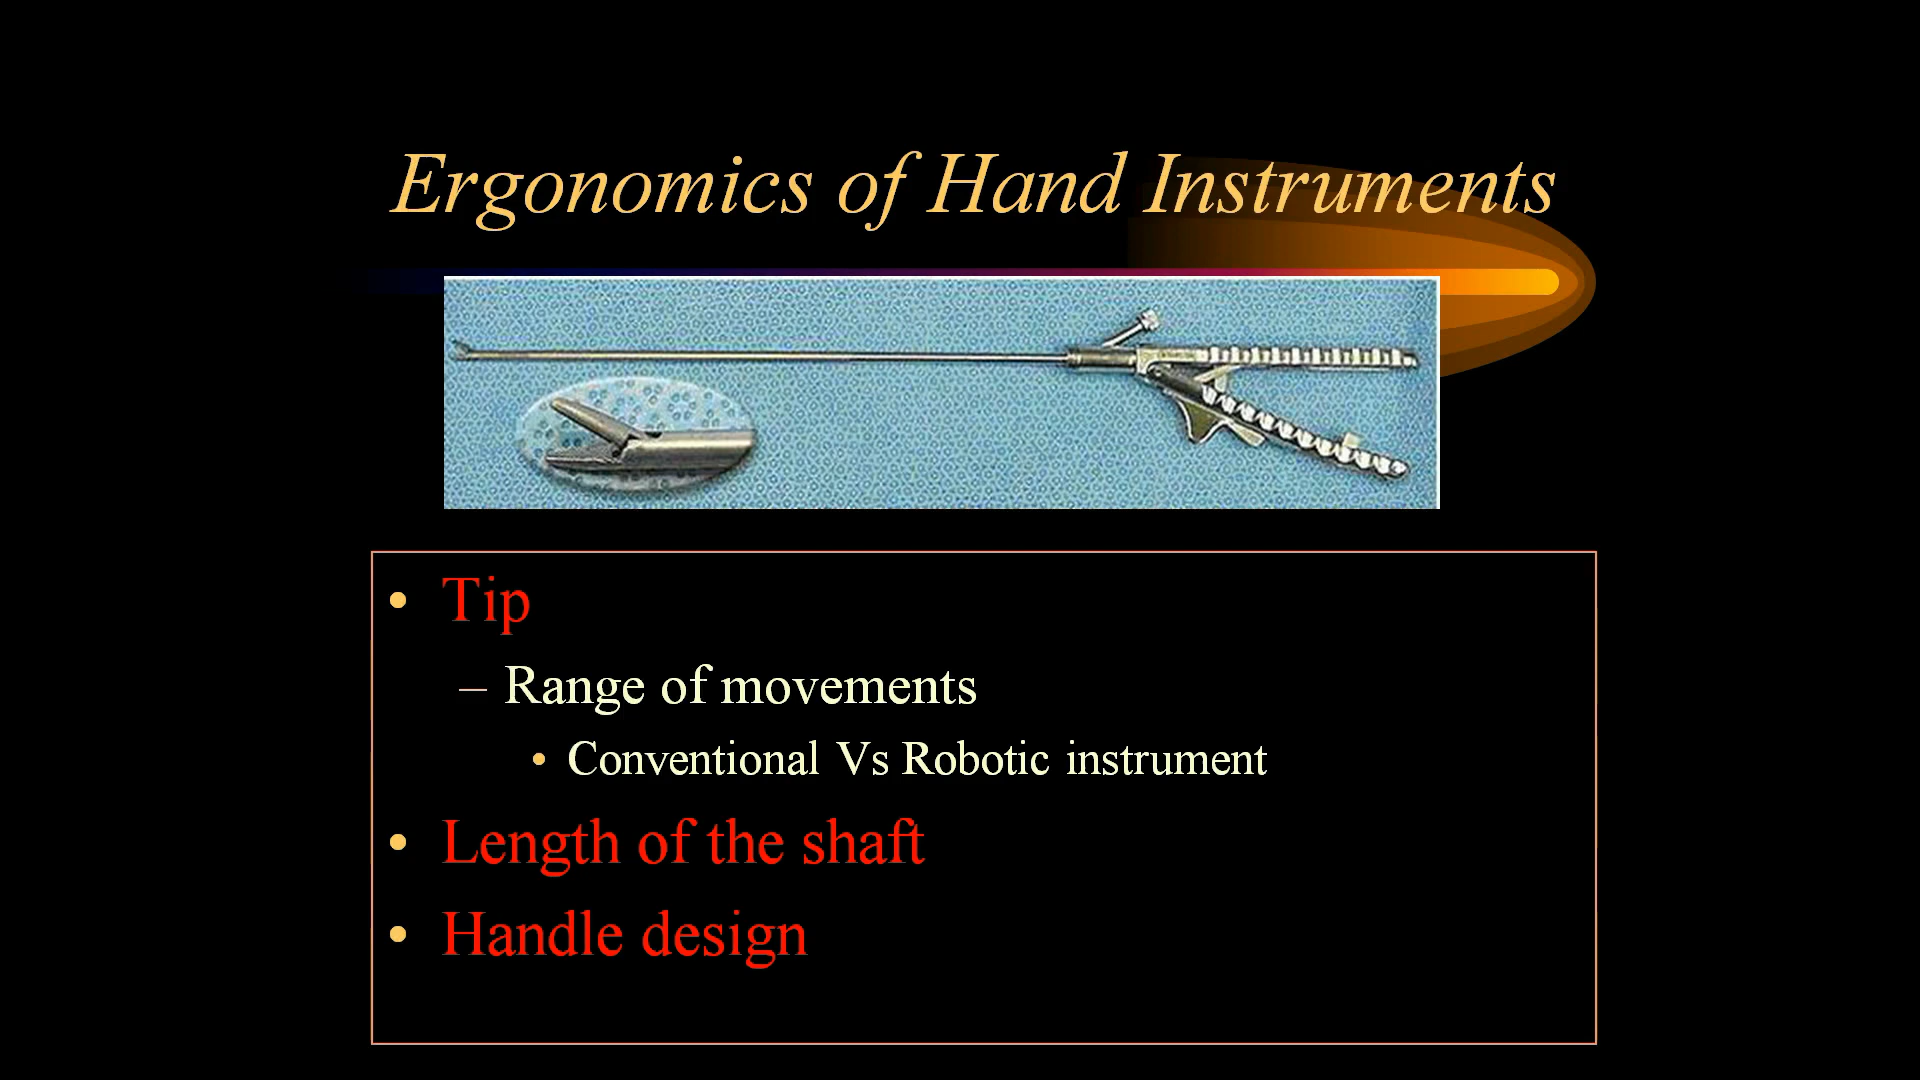 Ergonomics of Hand Instruments
• Tip
– Range of movements
• Conventional Vs Robotic instrument
• Length of the shaft
• Handle design